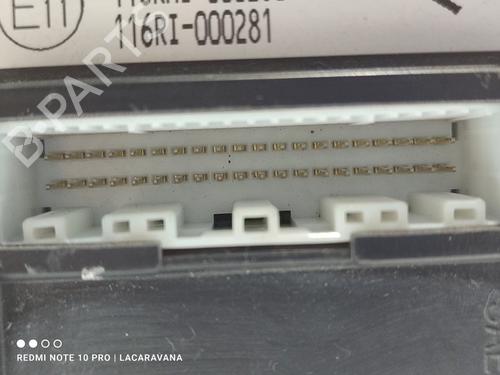 E11
116RI-000281
B-PARTS
REDMI NOTE 10 PRO | LACARAVANA